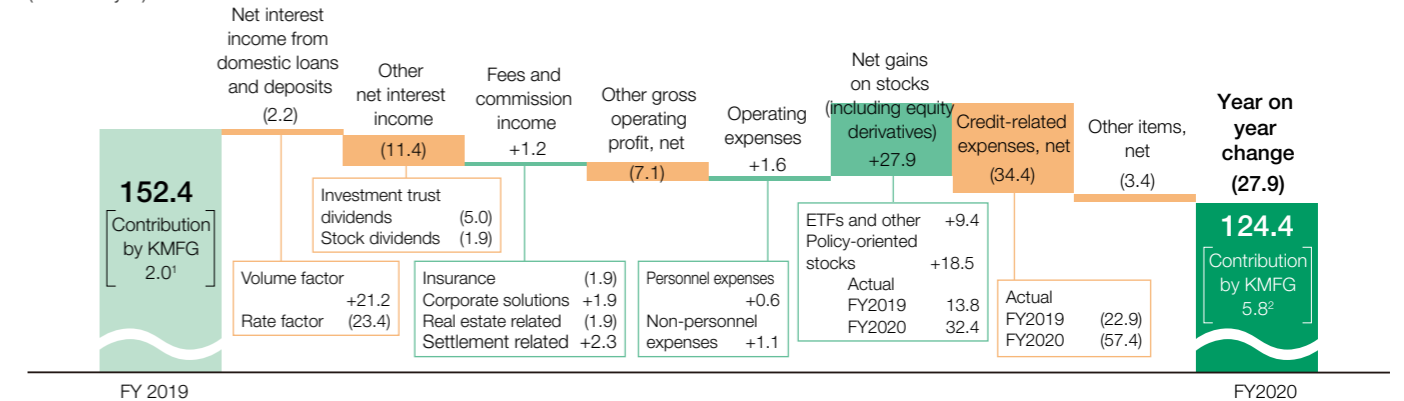 Net interest
income from
domestic loans
and deposits
(2.2)
Other
net interest
income
(11.4)
Fees and
commission
income
+1.2
Other gross
operating
profit, net
(7.1)
Operating
expenses
+1.6
Net gains
on stocks
(including equity
derivatives)
+27.9
Credit-related
expenses, net
(34.4)
Other items,
net
(3.4)
Year on
year
change
(27.9)
152.4
Contribution
by KMFG
2.0¹
Volume factor
+21.2
Rate factor (23.4)
Investment trust
dividends (5.0)
Stock dividends (1.9)
Insurance (1.9)
Corporate solutions +1.9
Real estate related (1.9)
Settlement related +2.3
Personnel expenses
+0.6
Non-personnel
expenses +1.1
ETFs and other +9.4
Policy-oriented
stocks +18.5
Actual
FY2019 13.8
FY2020 32.4
Actual
FY2019 (22.9)
FY2020 (57.4)
124.4
Contribution
by KMFG
5.8²
FY 2019
FY2020